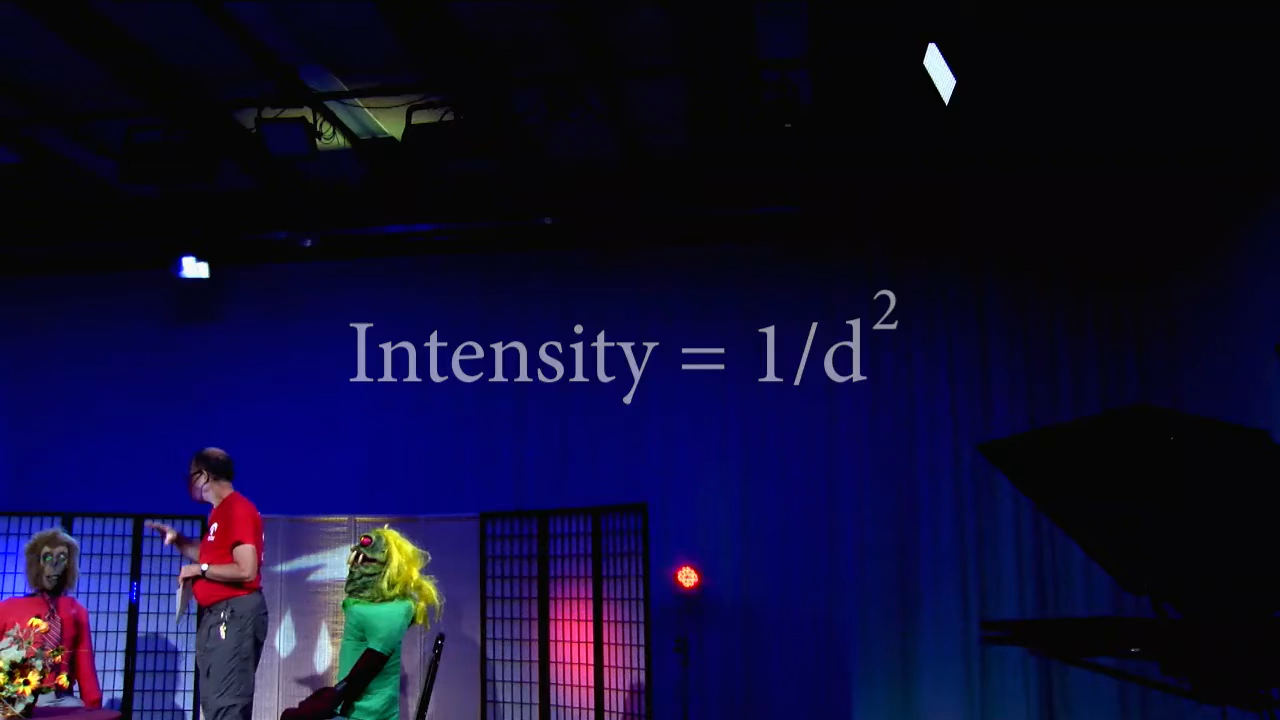 Intensity = 1/d²